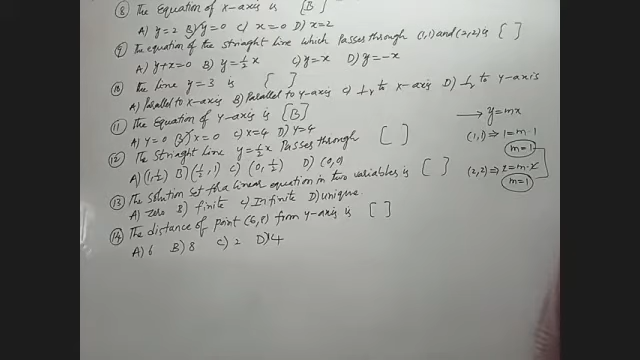 ⑧ The Equation of x-axis is [B]
A) y=2 B) y=0 C) x=0 D) x=2
⑨ The equation of the strianght line which passes through (1,1) and (2,2) is [ ]
A) y+x=0 B) y=½x C) y=x D) y=-x
⑩ The line y=3 is [ ]
A) Parallel to x-axis B) Parallel to y-axis C) ⊥r to x-axis D) ⊥r to y-axis
⑪ The Equation of y-axis is [B]
A) y=0 B) x=0 C) x=4 D) y=4
⑫ The strianght line y=½x passes through [ ]
A) (1,½) B) (½,1) C) (0,½) D) (0,0)
⑬ The solution set of a linear equation in two variables is [ ]
A) zero B) finite C) Infinite D) unique
⑭ The distance of point (6,8) from y-axis is [ ]
A) 6 B) 8 C) 2 D) 14
→ y=mx
(1,1) ⇒ 1=m·1
m=1
(2,2) ⇒ 2=m·2
m=1